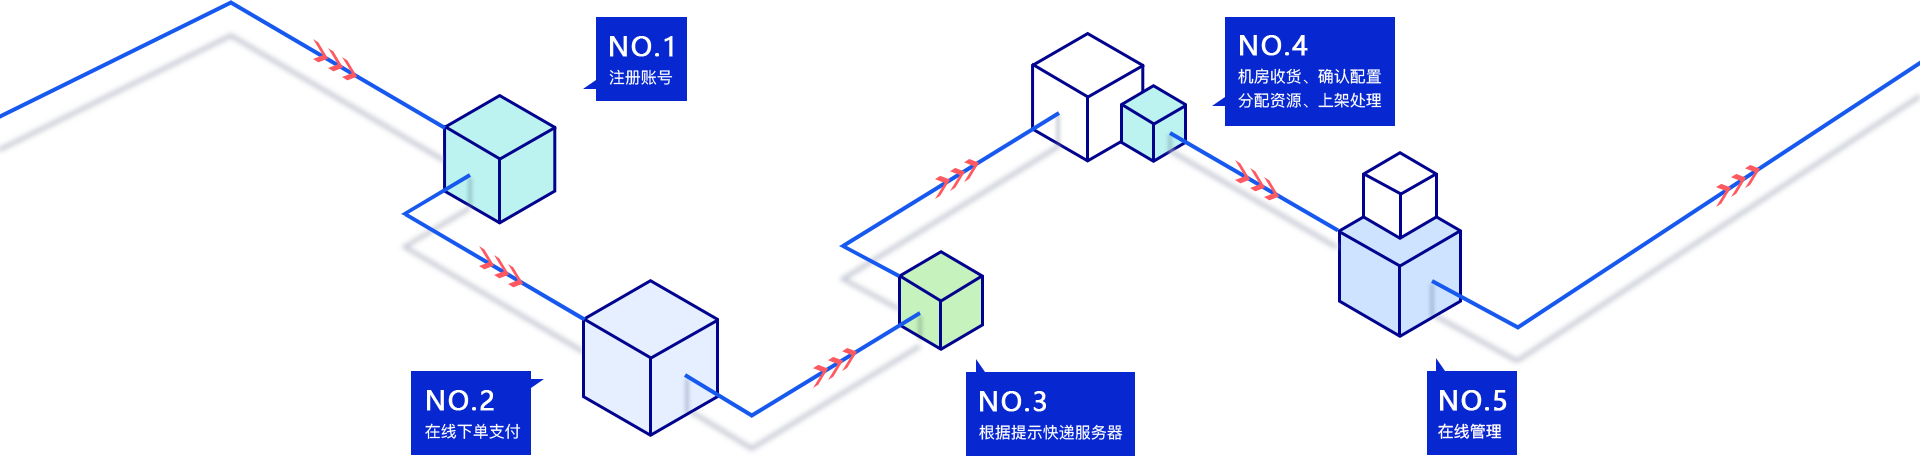 NO.1
注册账号
NO.2
在线下单支付
NO.3
根据提示快递服务器
NO.4
机房收货、确认配置
分配资源、上架处理
NO.5
在线管理